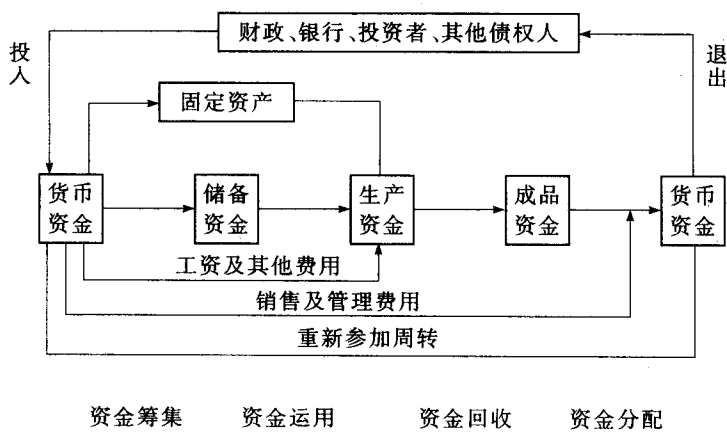 财政、银行、投资者、其他债权人
投入
退出
固定资产
货币
资金
储备
资金
生产
资金
成品
资金
货币
资金
工资及其他费用
销售及管理费用
重新参加周转
资金筹集 资金运用 资金回收 资金分配